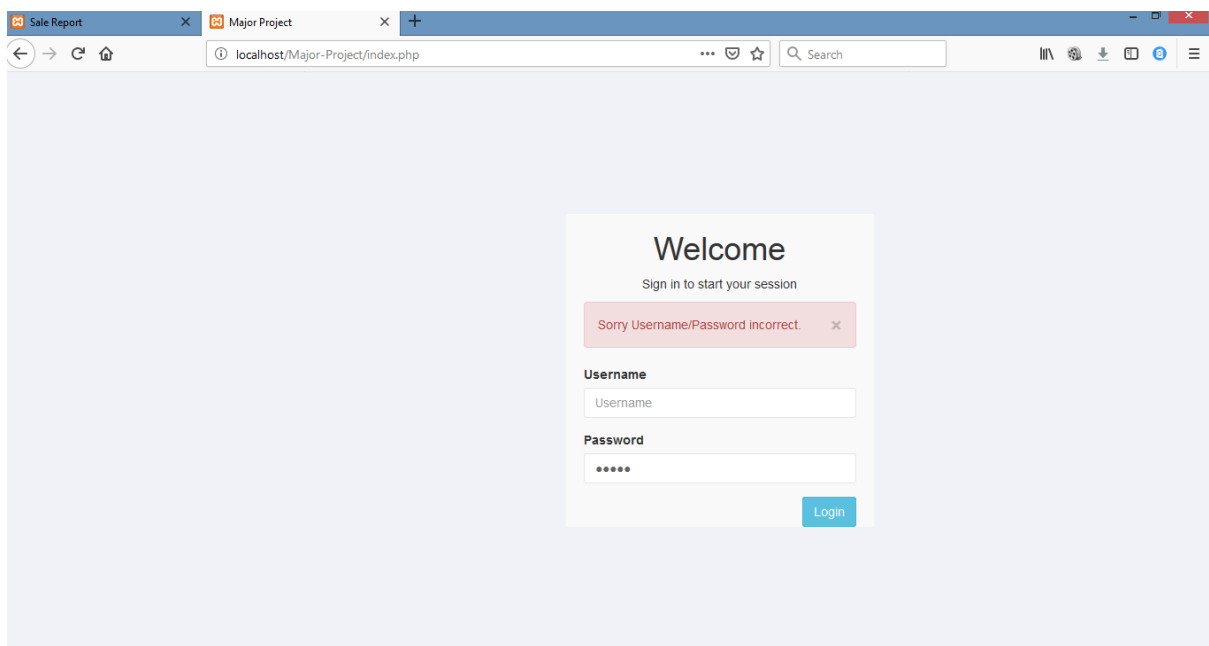 Sale Report
Major Project
localhost/Major-Project/index.php
Search
Welcome
Sign in to start your session
Sorry Username/Password incorrect.
Username
Username
Password
Login